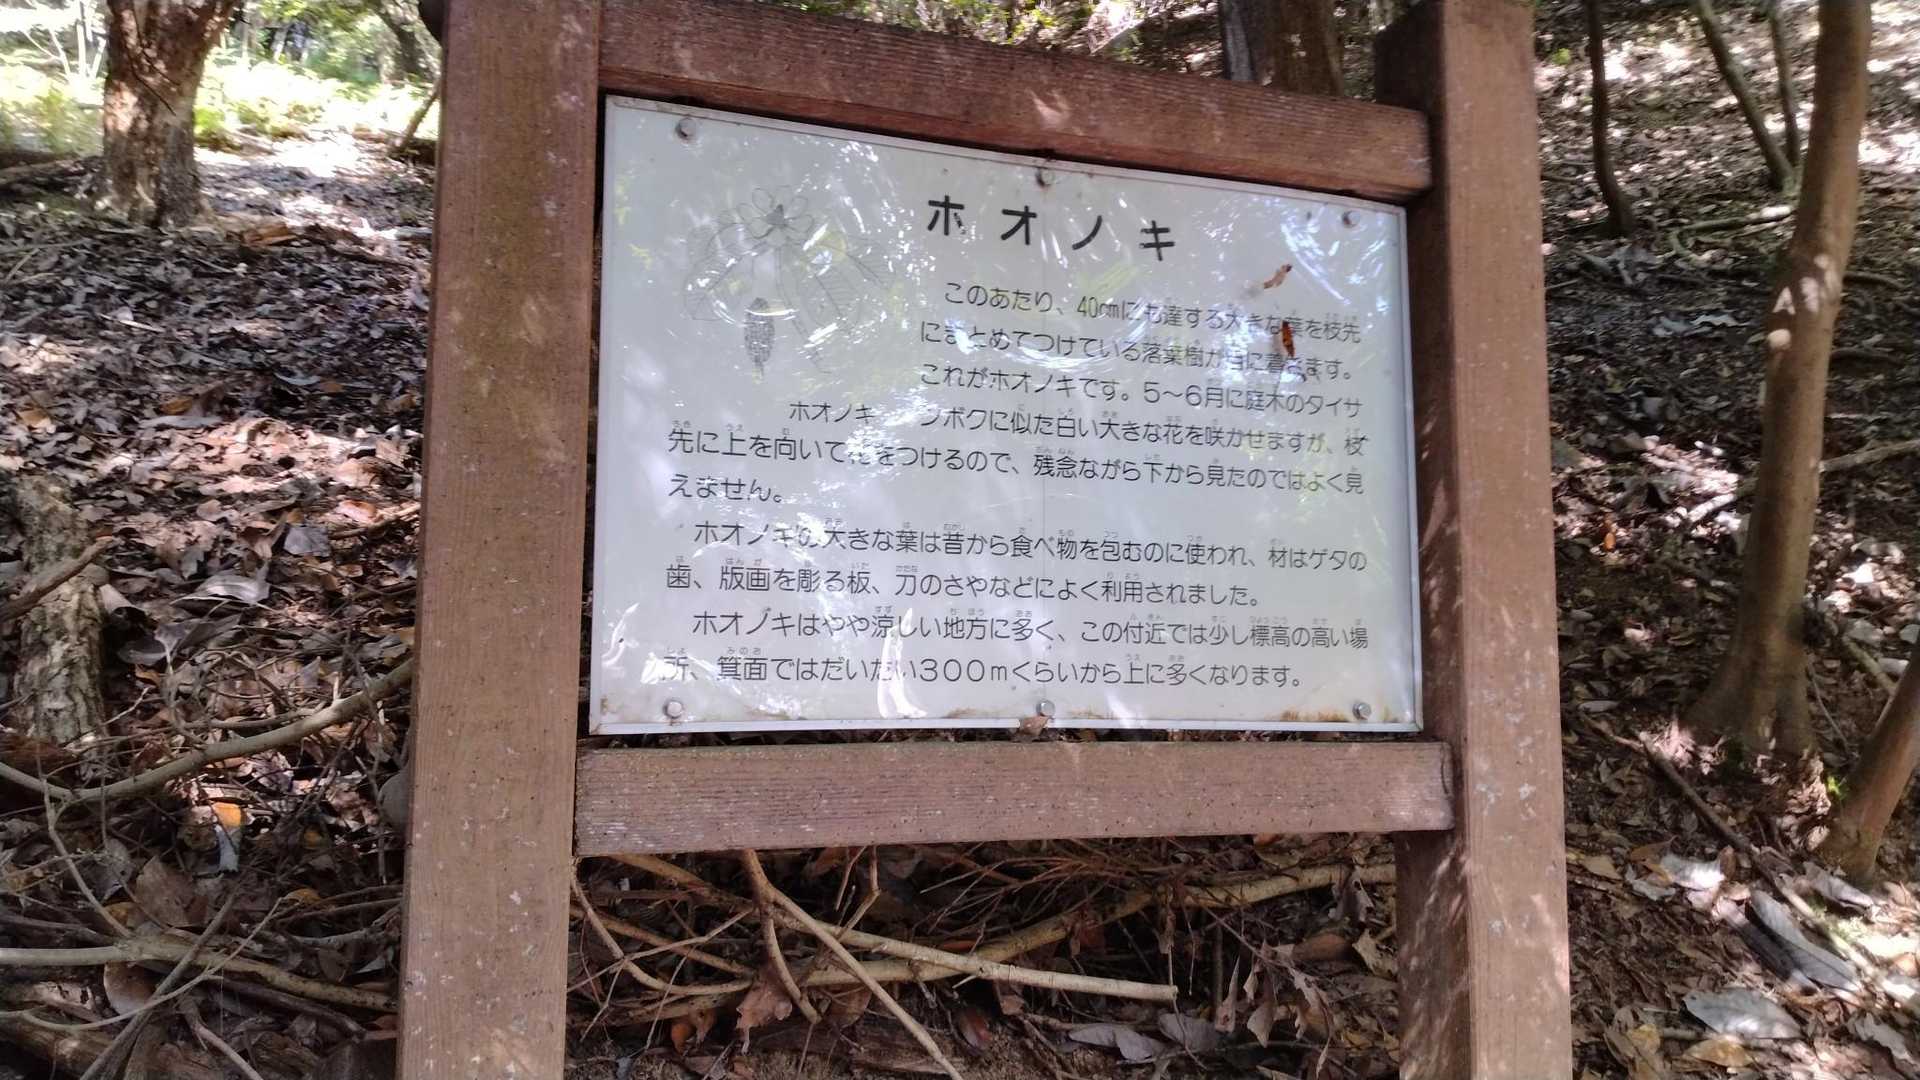 ホオノキ
このあたり、40cmにも達する大きな葉を枝先
にまとめてつけている落葉樹が目に着きます。
これがホオノキです。5～6月に庭木のタイサ
ホオノキ
ンボクに似た白い大きな花を咲かせますが、枝
先に上を向いて花をつけるので、残念ながら下から見たのではよく見
えません。
ホオノキの大きな葉は昔から食べ物を包むのに使われ、材はゲタの
歯、版画を彫る板、刀のさやなどによく利用されました。
ホオノキはやや涼しい地方に多く、この付近では少し標高の高い場
所、箕面ではだいたい300mくらいから上に多くなります。